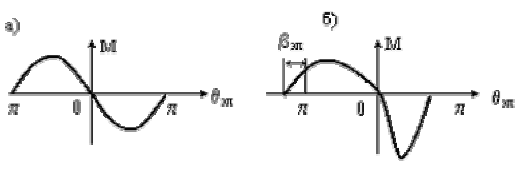 а) б)
М βэл М
π 0 π θэл π 0 π θэл